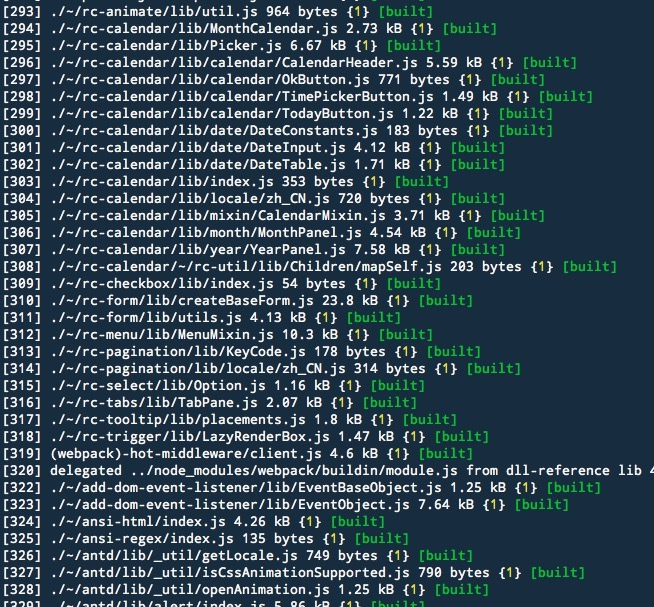 [293] ./~/rc-animate/lib/util.js 964 bytes {1} [built]
[294] ./~/rc-calendar/lib/MonthCalendar.js 2.73 kB {1} [built]
[295] ./~/rc-calendar/lib/Picker.js 6.67 kB {1} [built]
[296] ./~/rc-calendar/lib/calendar/CalendarHeader.js 5.59 kB {1} [built]
[297] ./~/rc-calendar/lib/calendar/OkButton.js 771 bytes {1} [built]
[298] ./~/rc-calendar/lib/calendar/TimePickerButton.js 1.49 kB {1} [built]
[299] ./~/rc-calendar/lib/calendar/TodayButton.js 1.22 kB {1} [built]
[300] ./~/rc-calendar/lib/date/DateConstants.js 183 bytes {1} [built]
[301] ./~/rc-calendar/lib/date/DateInput.js 4.12 kB {1} [built]
[302] ./~/rc-calendar/lib/date/DateTable.js 1.71 kB {1} [built]
[303] ./~/rc-calendar/lib/index.js 353 bytes {1} [built]
[304] ./~/rc-calendar/lib/locale/zh_CN.js 720 bytes {1} [built]
[305] ./~/rc-calendar/lib/mixin/CalendarMixin.js 3.71 kB {1} [built]
[306] ./~/rc-calendar/lib/month/MonthPanel.js 4.54 kB {1} [built]
[307] ./~/rc-calendar/lib/year/YearPanel.js 7.58 kB {1} [built]
[308] ./~/rc-calendar/~/rc-util/lib/Children/mapSelf.js 203 bytes {1} [built]
[309] ./~/rc-checkbox/lib/index.js 54 bytes {1} [built]
[310] ./~/rc-form/lib/createBaseForm.js 23.8 kB {1} [built]
[311] ./~/rc-form/lib/utils.js 4.13 kB {1} [built]
[312] ./~/rc-menu/lib/MenuMixin.js 10.3 kB {1} [built]
[313] ./~/rc-pagination/lib/KeyCode.js 178 bytes {1} [built]
[314] ./~/rc-pagination/lib/locale/zh_CN.js 314 bytes {1} [built]
[315] ./~/rc-select/lib/Option.js 1.16 kB {1} [built]
[316] ./~/rc-tabs/lib/TabPane.js 2.07 kB {1} [built]
[317] ./~/rc-tooltip/lib/placements.js 1.8 kB {1} [built]
[318] ./~/rc-trigger/lib/LazyRenderBox.js 1.47 kB {1} [built]
[319] (webpack)-hot-middleware/client.js 4.6 kB {1} [built]
[320] delegated ../node_modules/webpack/buildin/module.js from dll-reference lib 4
[322] ./~/add-dom-event-listener/lib/EventBaseObject.js 1.25 kB {1} [built]
[323] ./~/add-dom-event-listener/lib/EventObject.js 7.64 kB {1} [built]
[324] ./~/ansi-html/index.js 4.26 kB {1} [built]
[325] ./~/ansi-regex/index.js 135 bytes {1} [built]
[326] ./~/antd/lib/_util/getLocale.js 749 bytes {1} [built]
[327] ./~/antd/lib/_util/isCssAnimationSupported.js 790 bytes {1} [built]
[328] ./~/antd/lib/_util/openAnimation.js 1.25 kB {1} [built]
[329] ./~/antd/lib/alert/index.js 5.86 kB {1} [built]